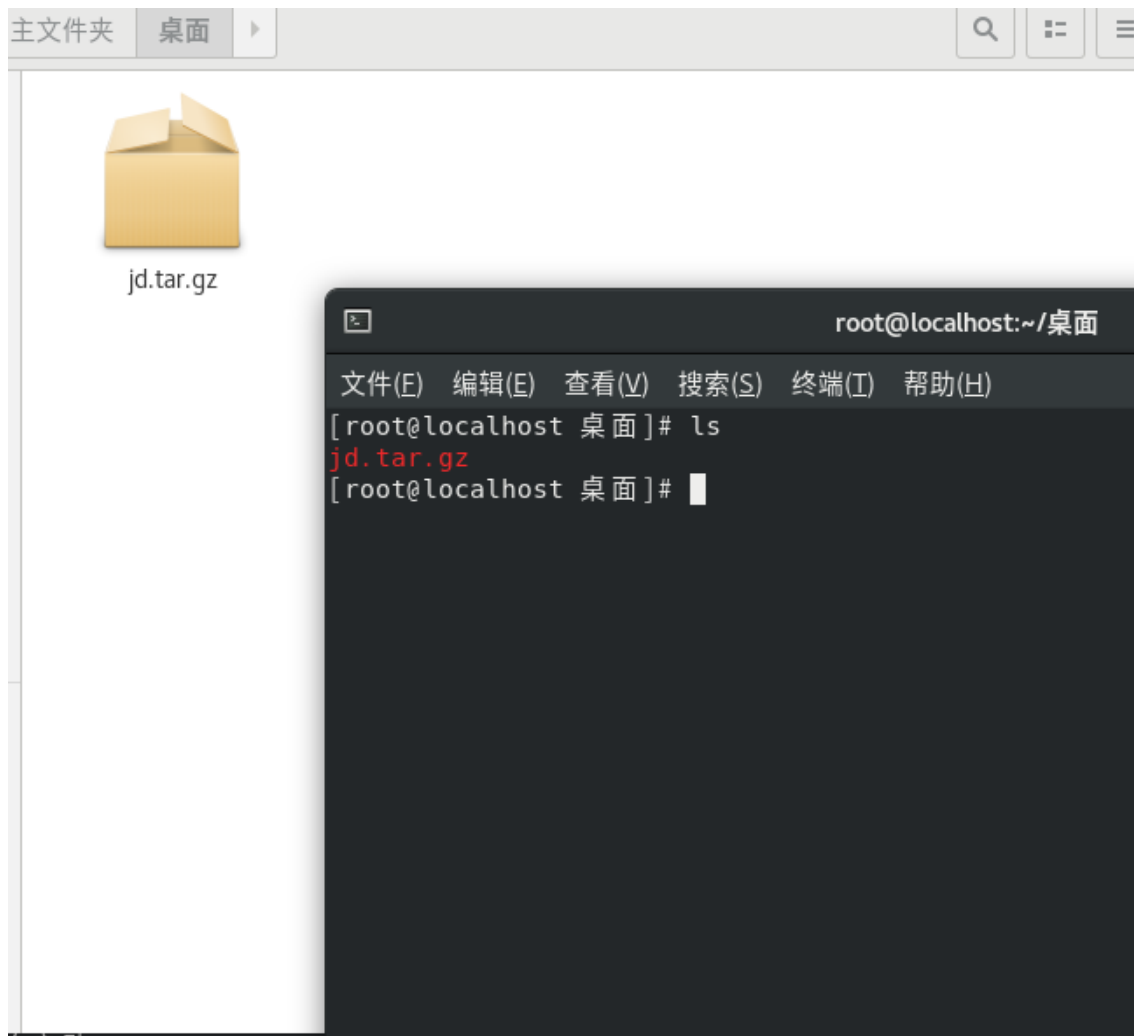 主文件夹 桌面
jd.tar.gz
root@localhost:~/桌面
文件(F) 编辑(E) 查看(V) 搜索(S) 终端(T) 帮助(H)
[root@localhost 桌面]# ls
jd.tar.gz
[root@localhost 桌面]#